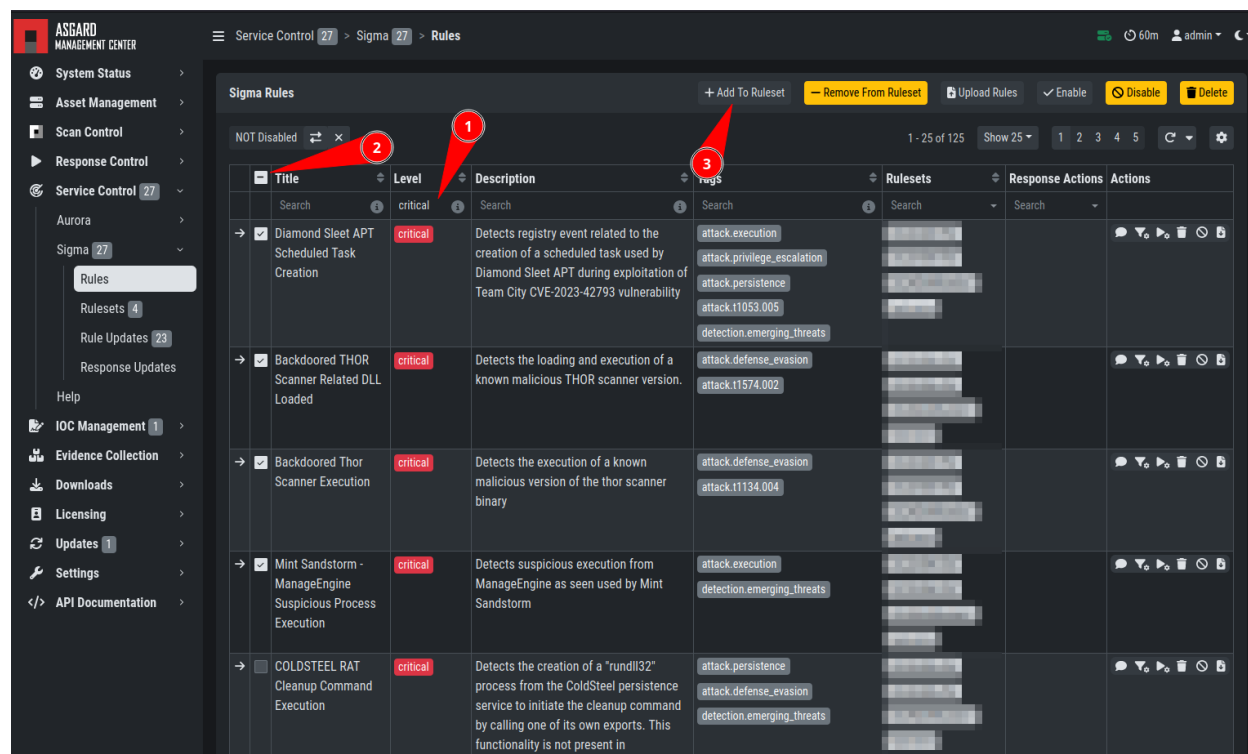 ASGARD
MANAGEMENT CENTER
Service Control 27 > Sigma 27 > Rules
60m admin
System Status
Asset Management
Scan Control
Response Control
Service Control 27
Aurora
Sigma 27
Rules
Rulesets 4
Rule Updates 23
Response Updates
Help
IOC Management 1
Evidence Collection
Downloads
Licensing
Updates 1
Settings
</> API Documentation
Sigma Rules
+ Add To Ruleset
— Remove From Ruleset
Upload Rules
Enable
Disable
Delete
NOT Disabled
1 - 25 of 125 Show 25 1 2 3 4 5
1
2
3
Title Level Description Tags Rulesets Response Actions Actions
Search critical Search Search Search Search
Diamond Sleet APT
Scheduled Task
Creation
critical
Detects registry event related to the
creation of a scheduled task used by
Diamond Sleet APT during exploitation of
Team City CVE-2023-42793 vulnerability
attack.execution
attack.privilege_escalation
attack.persistence
attack.t1053.005
detection.emerging_threats
Backdoored THOR
Scanner Related DLL
Loaded
critical
Detects the loading and execution of a
known malicious THOR scanner version.
attack.defense_evasion
attack.t1574.002
Backdoored Thor
Scanner Execution
critical
Detects the execution of a known
malicious version of the thor scanner
binary
attack.defense_evasion
attack.t1134.004
Mint Sandstorm -
ManageEngine
Suspicious Process
Execution
critical
Detects suspicious execution from
ManageEngine as seen used by Mint
Sandstorm
attack.execution
detection.emerging_threats
COLDSTEEL RAT
Cleanup Command
Execution
critical
Detects the creation of a "rundll32"
process from the ColdSteel persistence
service to initiate the cleanup command
by calling one of its own exports. This
functionality is not present in
attack.persistence
attack.defense_evasion
detection.emerging_threats